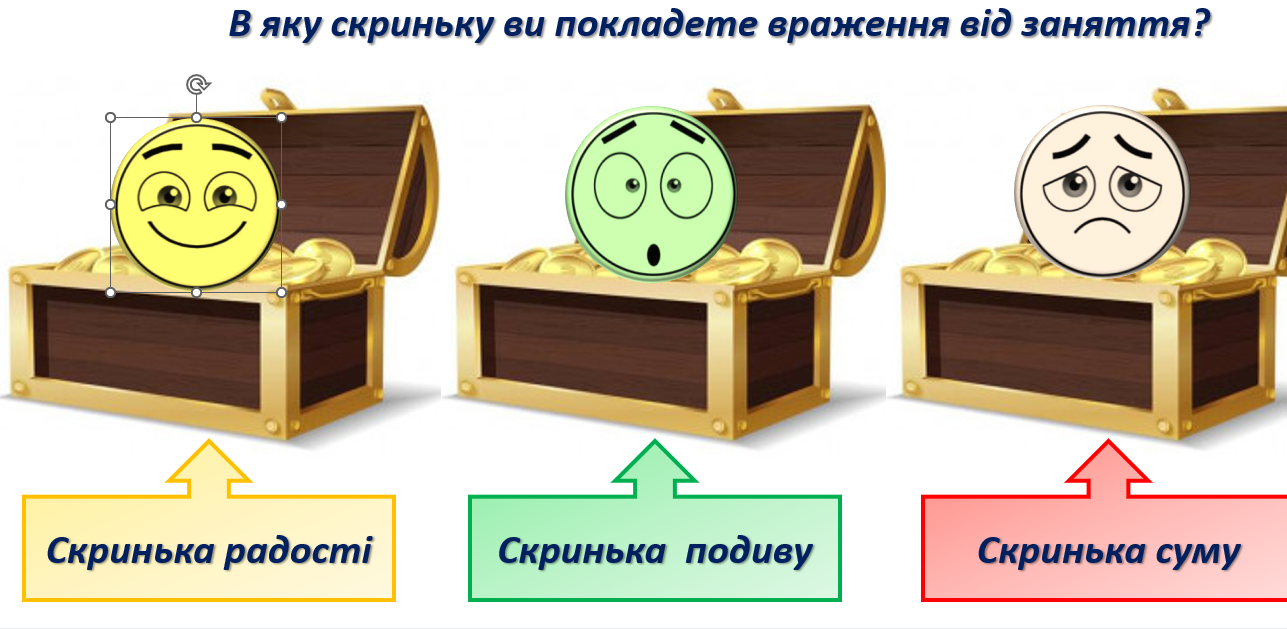 В яку скриньку ви покладете враження від заняття?
Скринька радості
Скринька подиву
Скринька суму